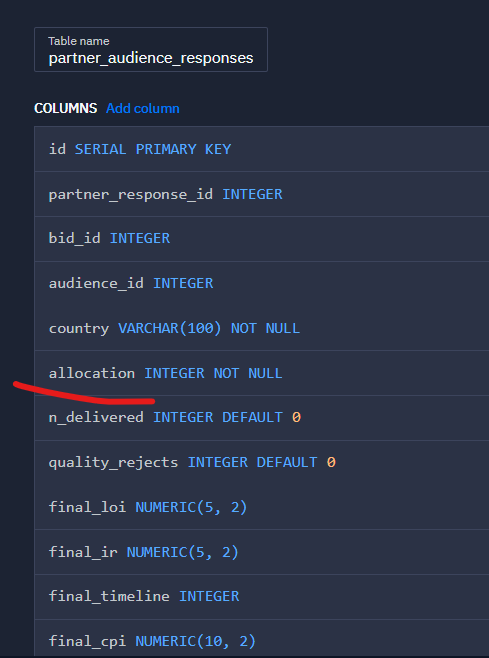 Table name
partner_audience_responses
COLUMNS Add column
id SERIAL PRIMARY KEY
partner_response_id INTEGER
bid_id INTEGER
audience_id INTEGER
country VARCHAR(100) NOT NULL
allocation INTEGER NOT NULL
n_delivered INTEGER DEFAULT 0
quality_rejects INTEGER DEFAULT 0
final_loi NUMERIC(5, 2)
final_ir NUMERIC(5, 2)
final_timeline INTEGER
final_cpi NUMERIC(10, 2)